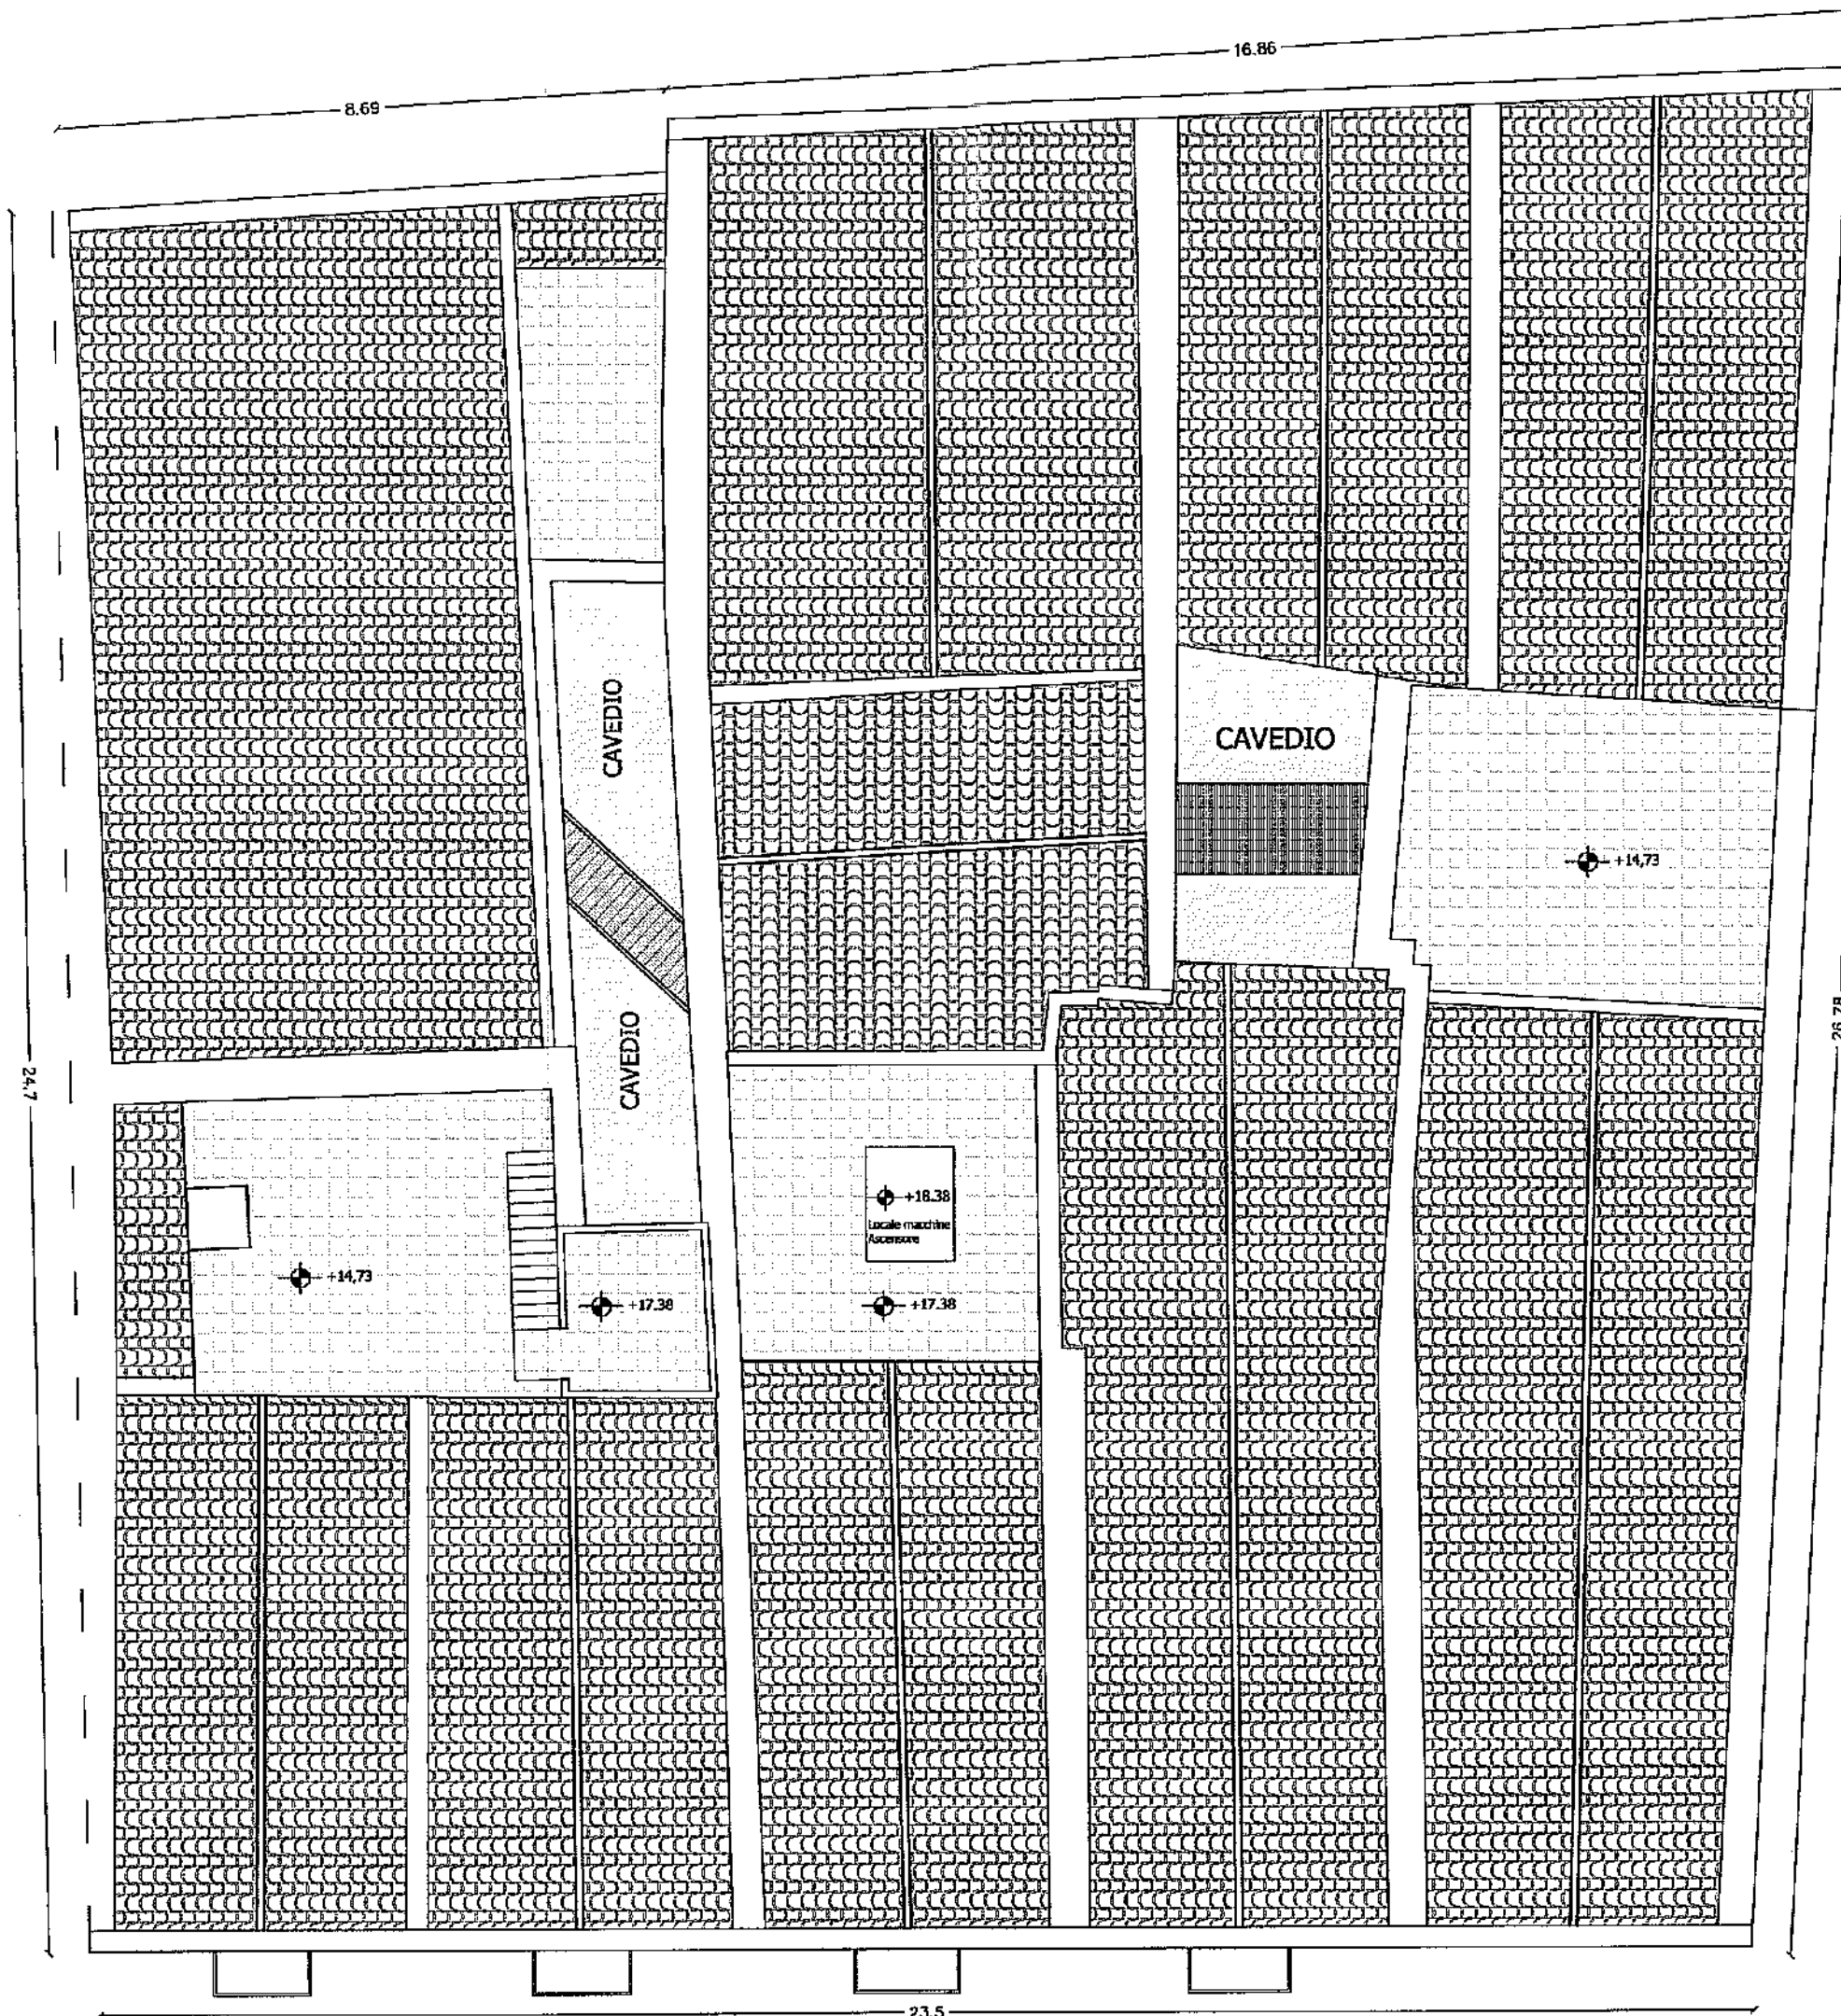 16.86
8.69
CAVEDIO
CAVEDIO
+14,73
24.7
CAVEDIO
+18.38
Locale macchine
Ascensore
+14,73
+17.38
+17.38
23.5